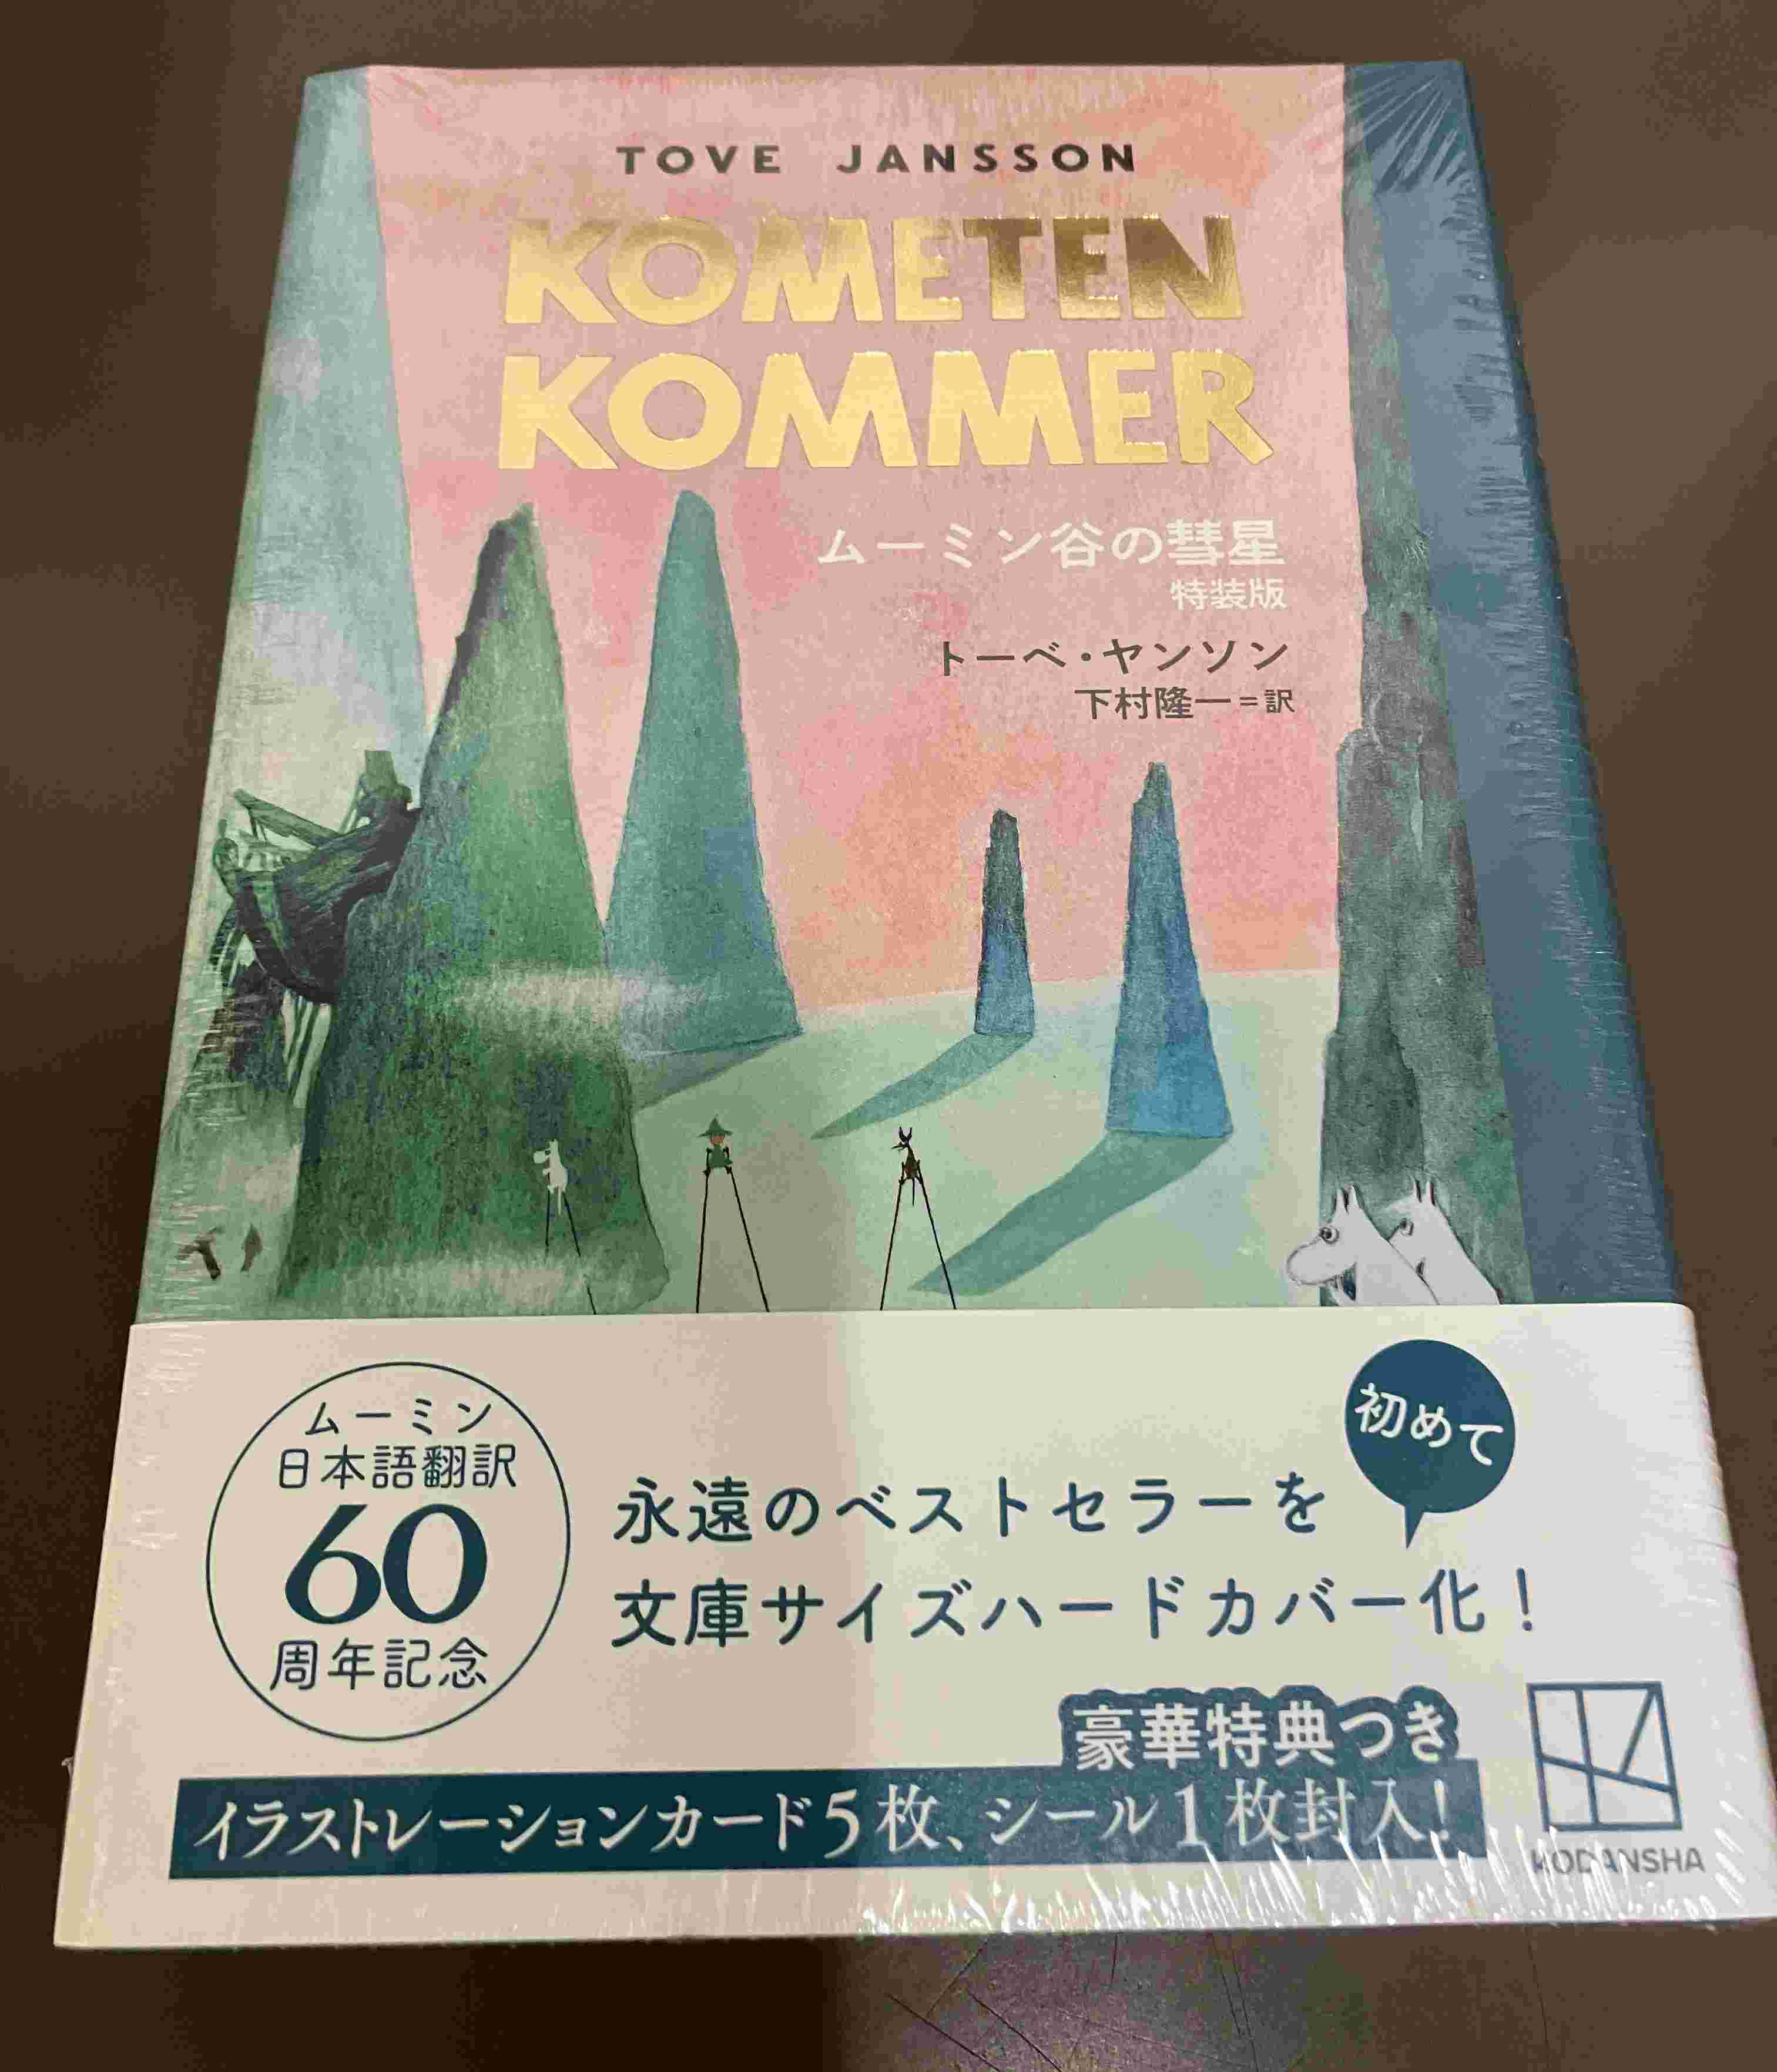 TOVE JANSSON
KOMETEN
KOMMER
ムーミン谷の彗星
特装版
トーベ・ヤンソン
下村隆一=訳
ムーミン
日本語翻訳
60
周年記念
初めて
永遠のベストセラーを
文庫サイズハードカバー化!
豪華特典つき
イラストレーションカード5枚、シール1枚封入!
KODANSHA